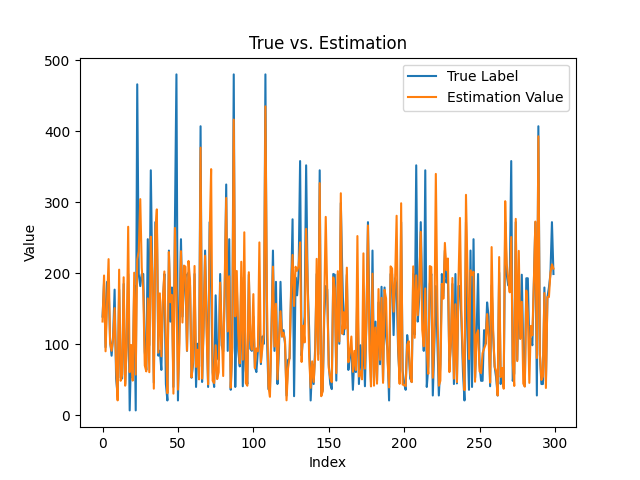 True vs. Estimation
True Label
Estimation Value
500
400
300
200
100
0
Value
0 50 100 150 200 250 300
Index